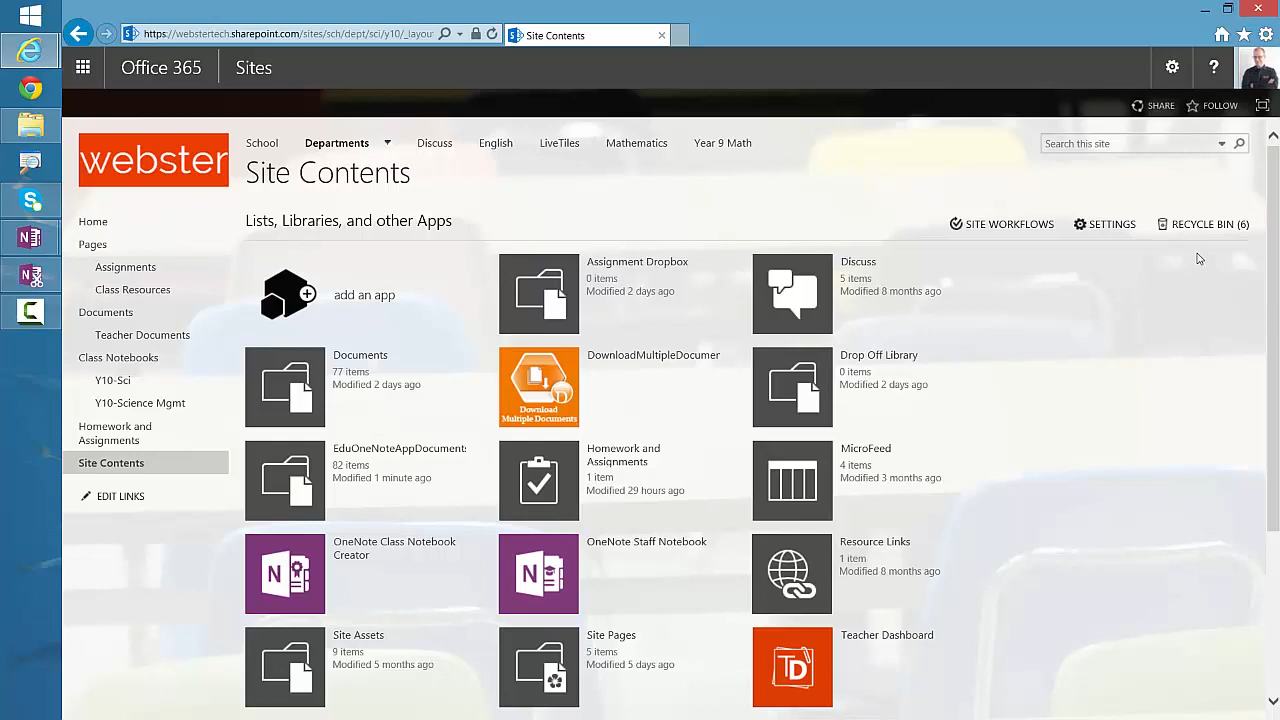 https://webstertech.sharepoint.com/sites/sch/dept/sci/y10/_layou
Site Contents
Office 365
Sites
SHARE
FOLLOW
webster
School
Departments
Discuss
English
LiveTiles
Mathematics
Year 9 Math
Search this site
Site Contents
Home
Pages
Assignments
Class Resources
Documents
Teacher Documents
Class Notebooks
Y10-Sci
Y10-Science Mgmt
Homework and
Assignments
Site Contents
EDIT LINKS
Lists, Libraries, and other Apps
SITE WORKFLOWS
SETTINGS
RECYCLE BIN (6)
add an app
Assignment Dropbox
0 items
Modified 2 days ago
Discuss
5 items
Modified 8 months ago
Documents
77 items
Modified 2 days ago
Download
Multiple Documents
DownloadMultipleDocumer
Drop Off Library
0 items
Modified 2 days ago
EduOneNoteAppDocuments
82 items
Modified 1 minute ago
Homework and
Assignments
1 item
Modified 29 hours ago
MicroFeed
4 items
Modified 3 months ago
N
OneNote Class Notebook
Creator
N
OneNote Staff Notebook
Resource Links
1 item
Modified 8 months ago
Site Assets
9 items
Modified 5 months ago
Site Pages
5 items
Modified 5 days ago
TD
Teacher Dashboard